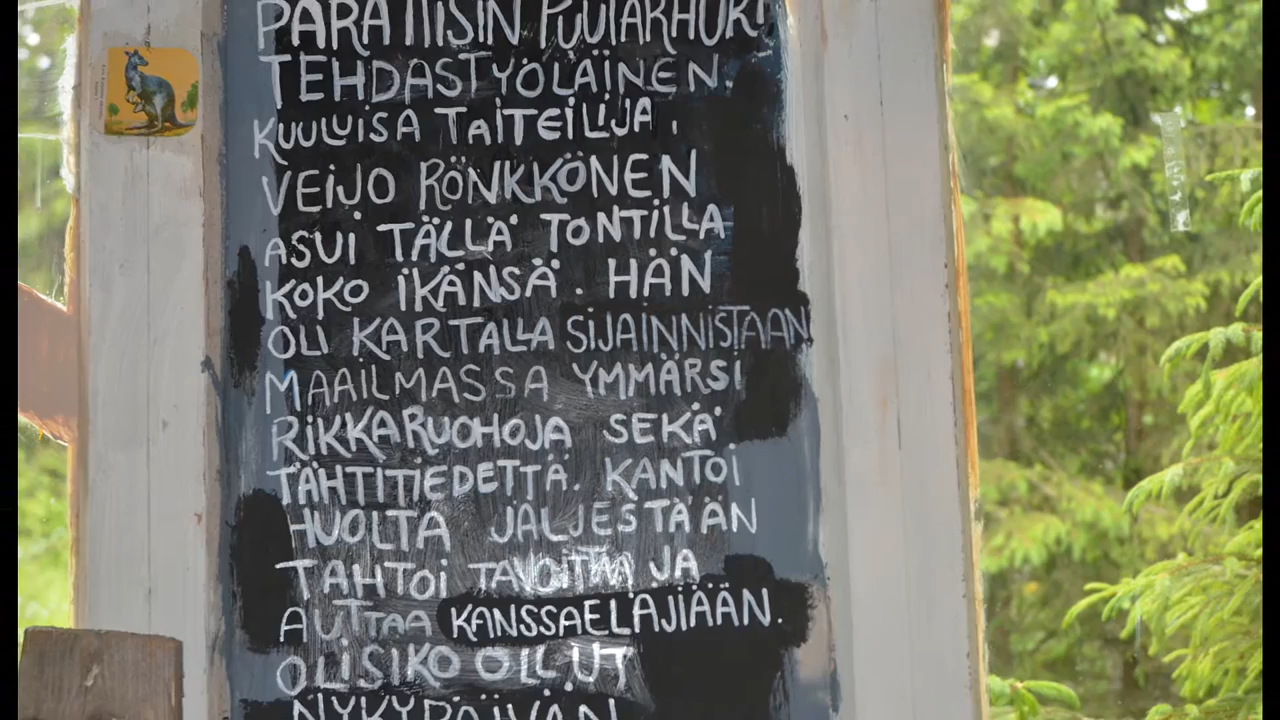 PARATIISIN PUUTARHURI
TEHDASTYÖLÄINEN.
KUULUISA TAITEILIJA.
VEIJO RÖNKKÖNEN
ASUI TÄLLÄ TONTILLA
KOKO IKÄNSÄ. HÄN
OLI KARTALLA SIJAINNISTAAN
MAAILMASSA YMMÄRSI
RIKKARUOHOJA SEKÄ
TÄHTITIEDETTÄ. KANTOI
HUOLTA JÄLJESTÄÄN
TAHTOI TAVOITTAA JA
AUTTAA KANSSAELÄJIÄÄN.
OLISIKO OLLUT
NYKYPÄIVÄN